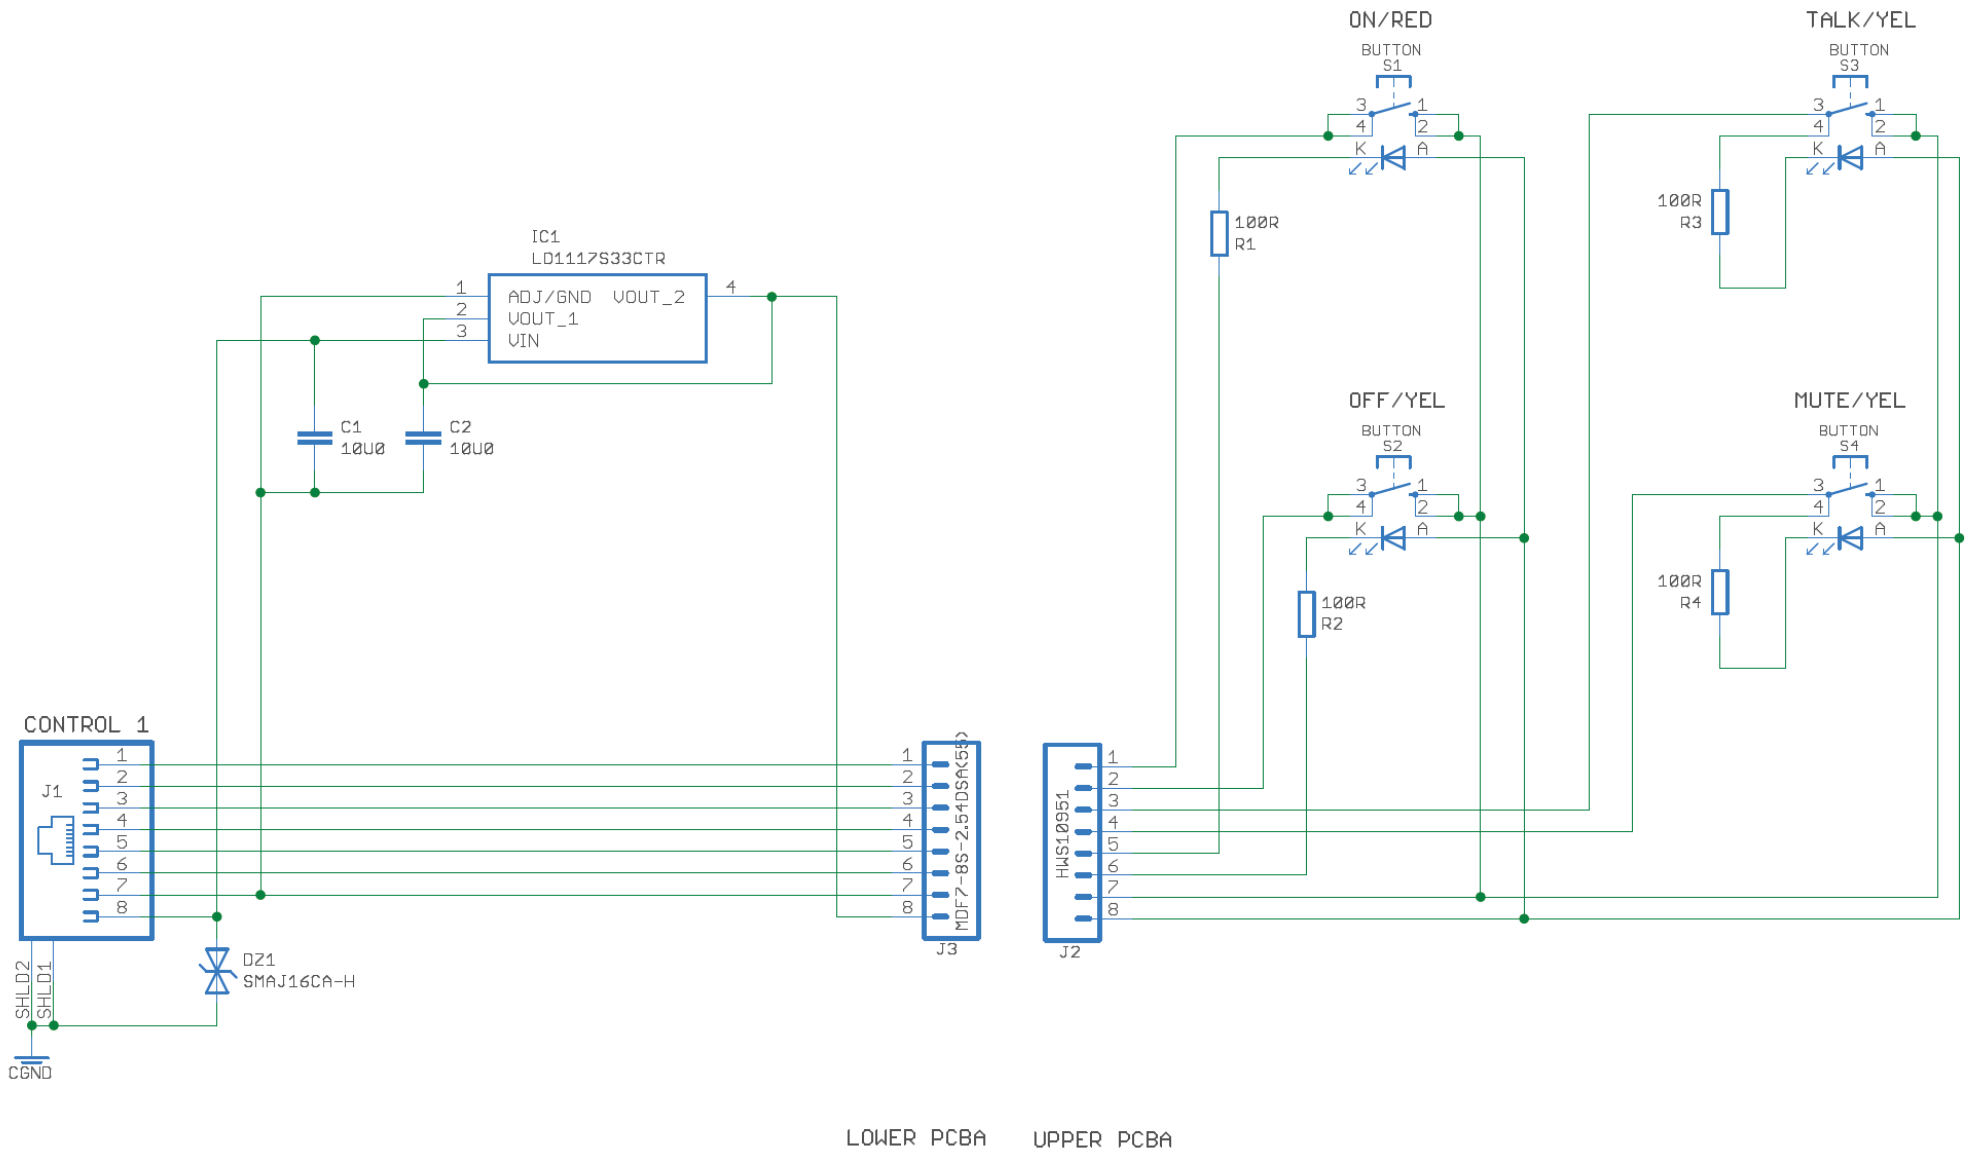 ON/RED
BUTTON
S1
3
1
4
2
K
A
100R
R1
TALK/YEL
BUTTON
S3
3
1
4
2
K
A
100R
R3
IC1
LD1117S33CTR
1
ADJ/GND
VOUT_2
4
2
VOUT_1
3
VIN
C1
10U0
C2
10U0
OFF/YEL
BUTTON
S2
3
1
4
2
K
A
100R
R2
MUTE/YEL
BUTTON
S4
3
1
4
2
K
A
100R
R4
CONTROL 1
J1
1
2
3
4
5
6
7
8
SHLD2
SHLD1
CGND
DZ1
SMAJ16CA-H
1
2
3
4
5
6
7
8
MDF7-8S-2.54DSA(55)
J3
HWS10951
1
2
3
4
5
6
7
8
J2
LOWER PCBA
UPPER PCBA